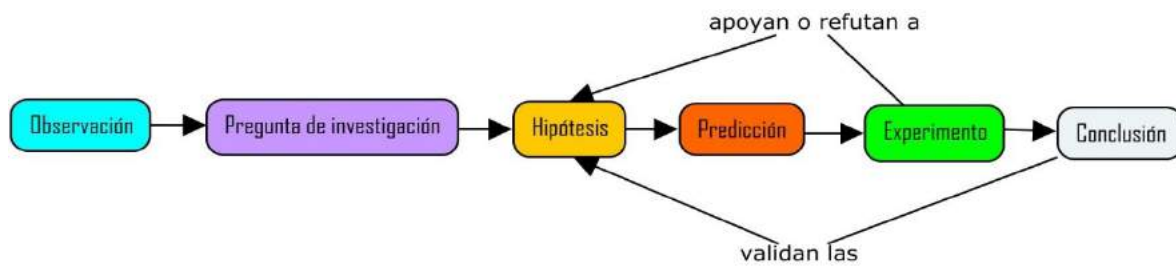 apoyan o refutan a
Observación
Pregunta de investigación
Hipótesis
Predicción
Experimento
Conclusión
validan las